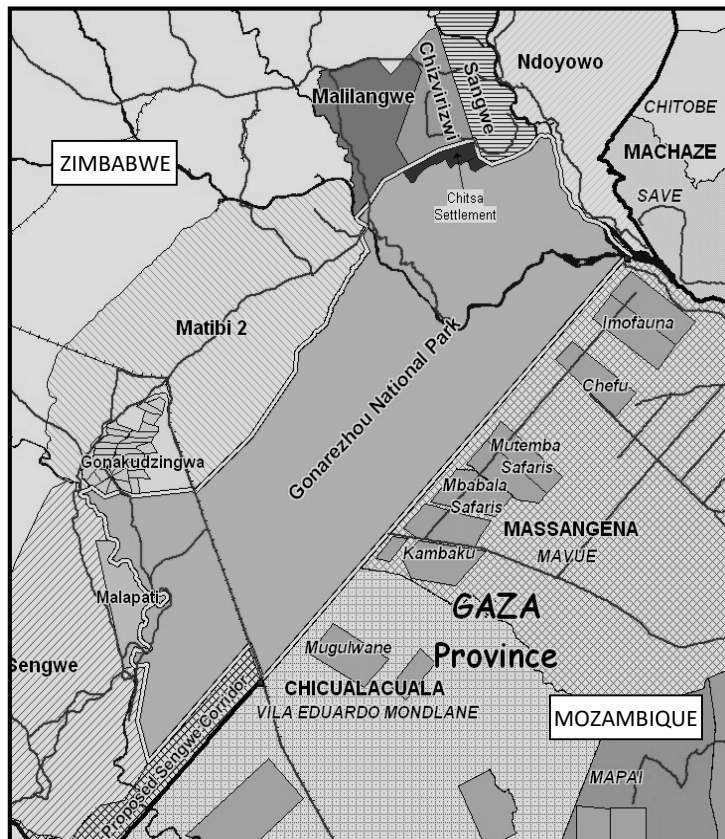 Ndoyowo
Chizvirizwi
Sangwe
Malilangwe
CHITOBE
MACHAZE
ZIMBABWE
SAVE
Chitsa
Settlement
Matibi 2
Imofauna
Gonarezhou National Park
Chefu
Mutemba
Safaris
Gonakudzingwa
Mbabala
Safaris
MASSANGENA
Kambaku
MAVUE
Malapati
GAZA
Province
Mugulwane
Sengwe
CHICUALACUALA
VILA EDUARDO MONDLANE
MOZAMBIQUE
Proposed Sengwe Corridor
MAPAI